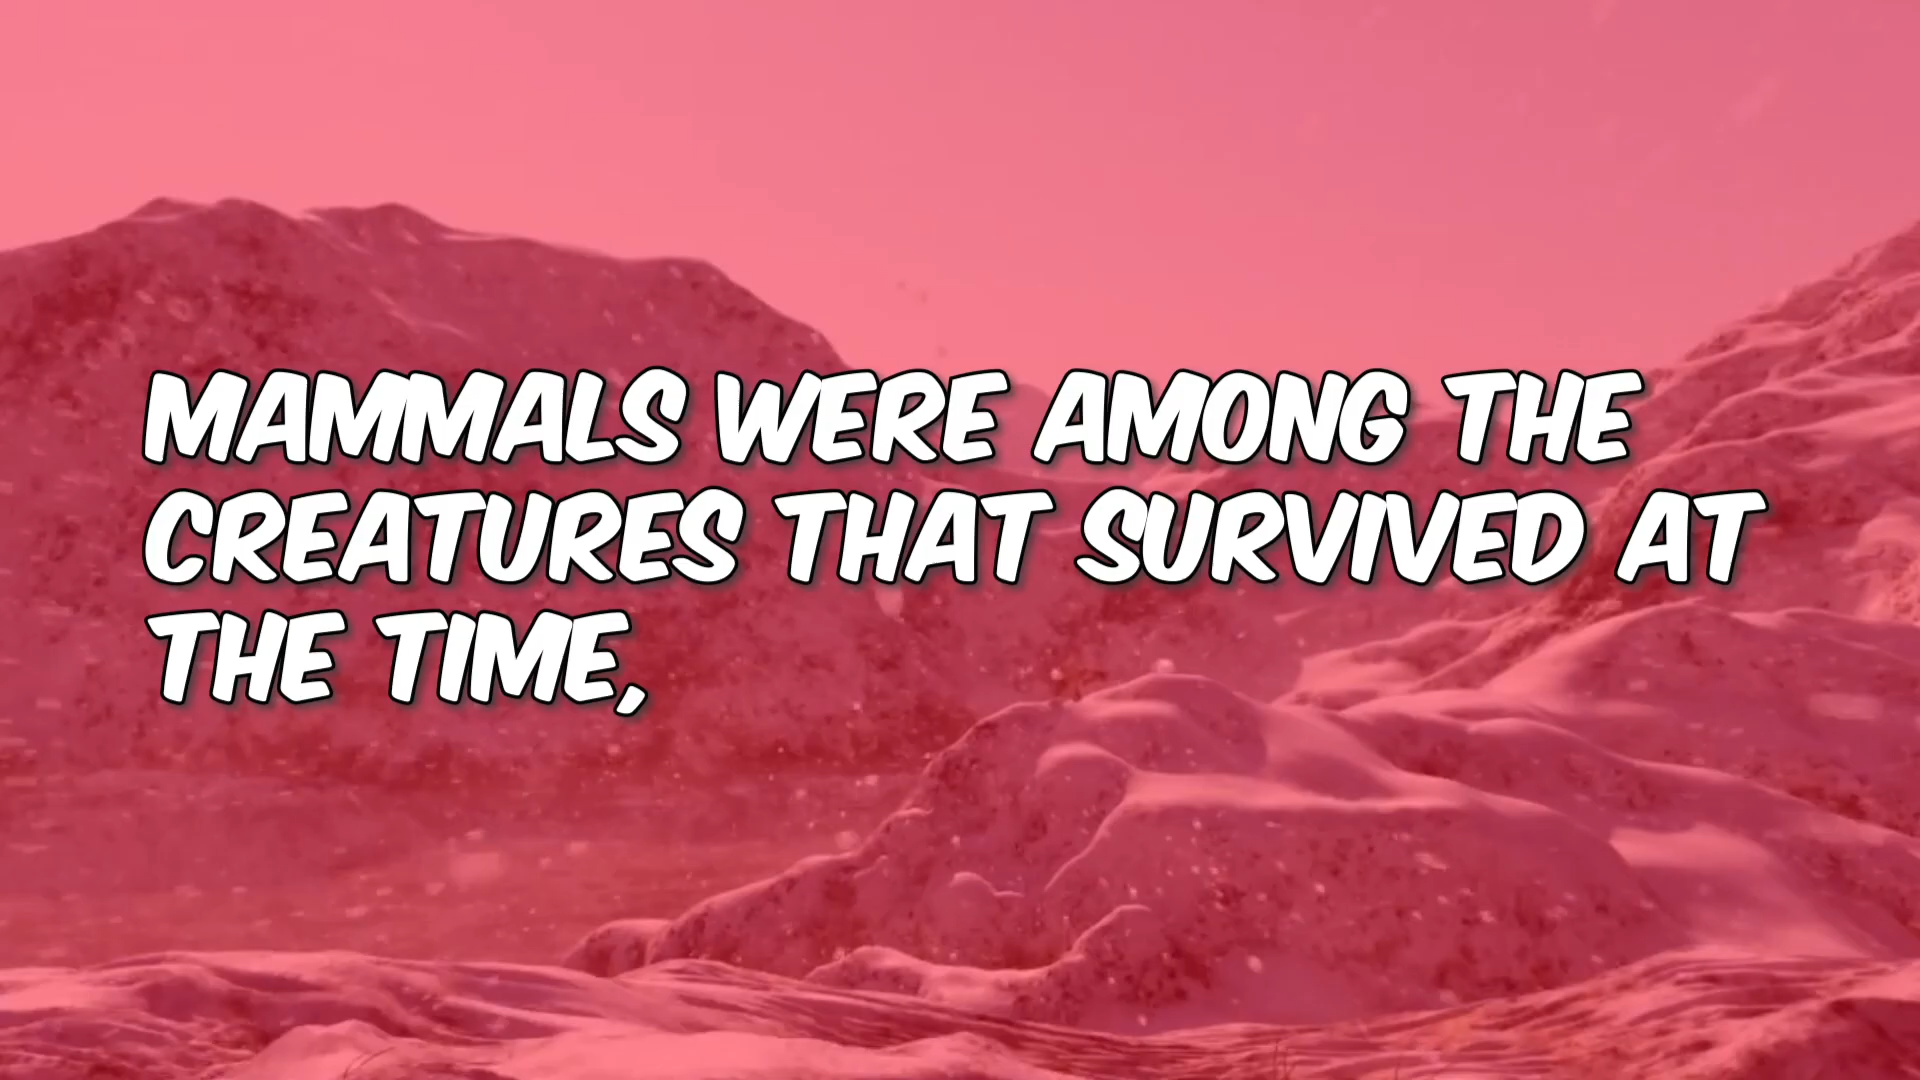 MAMMALS WERE AMONG THE
CREATURES THAT SURVIVED AT
THE TIME,